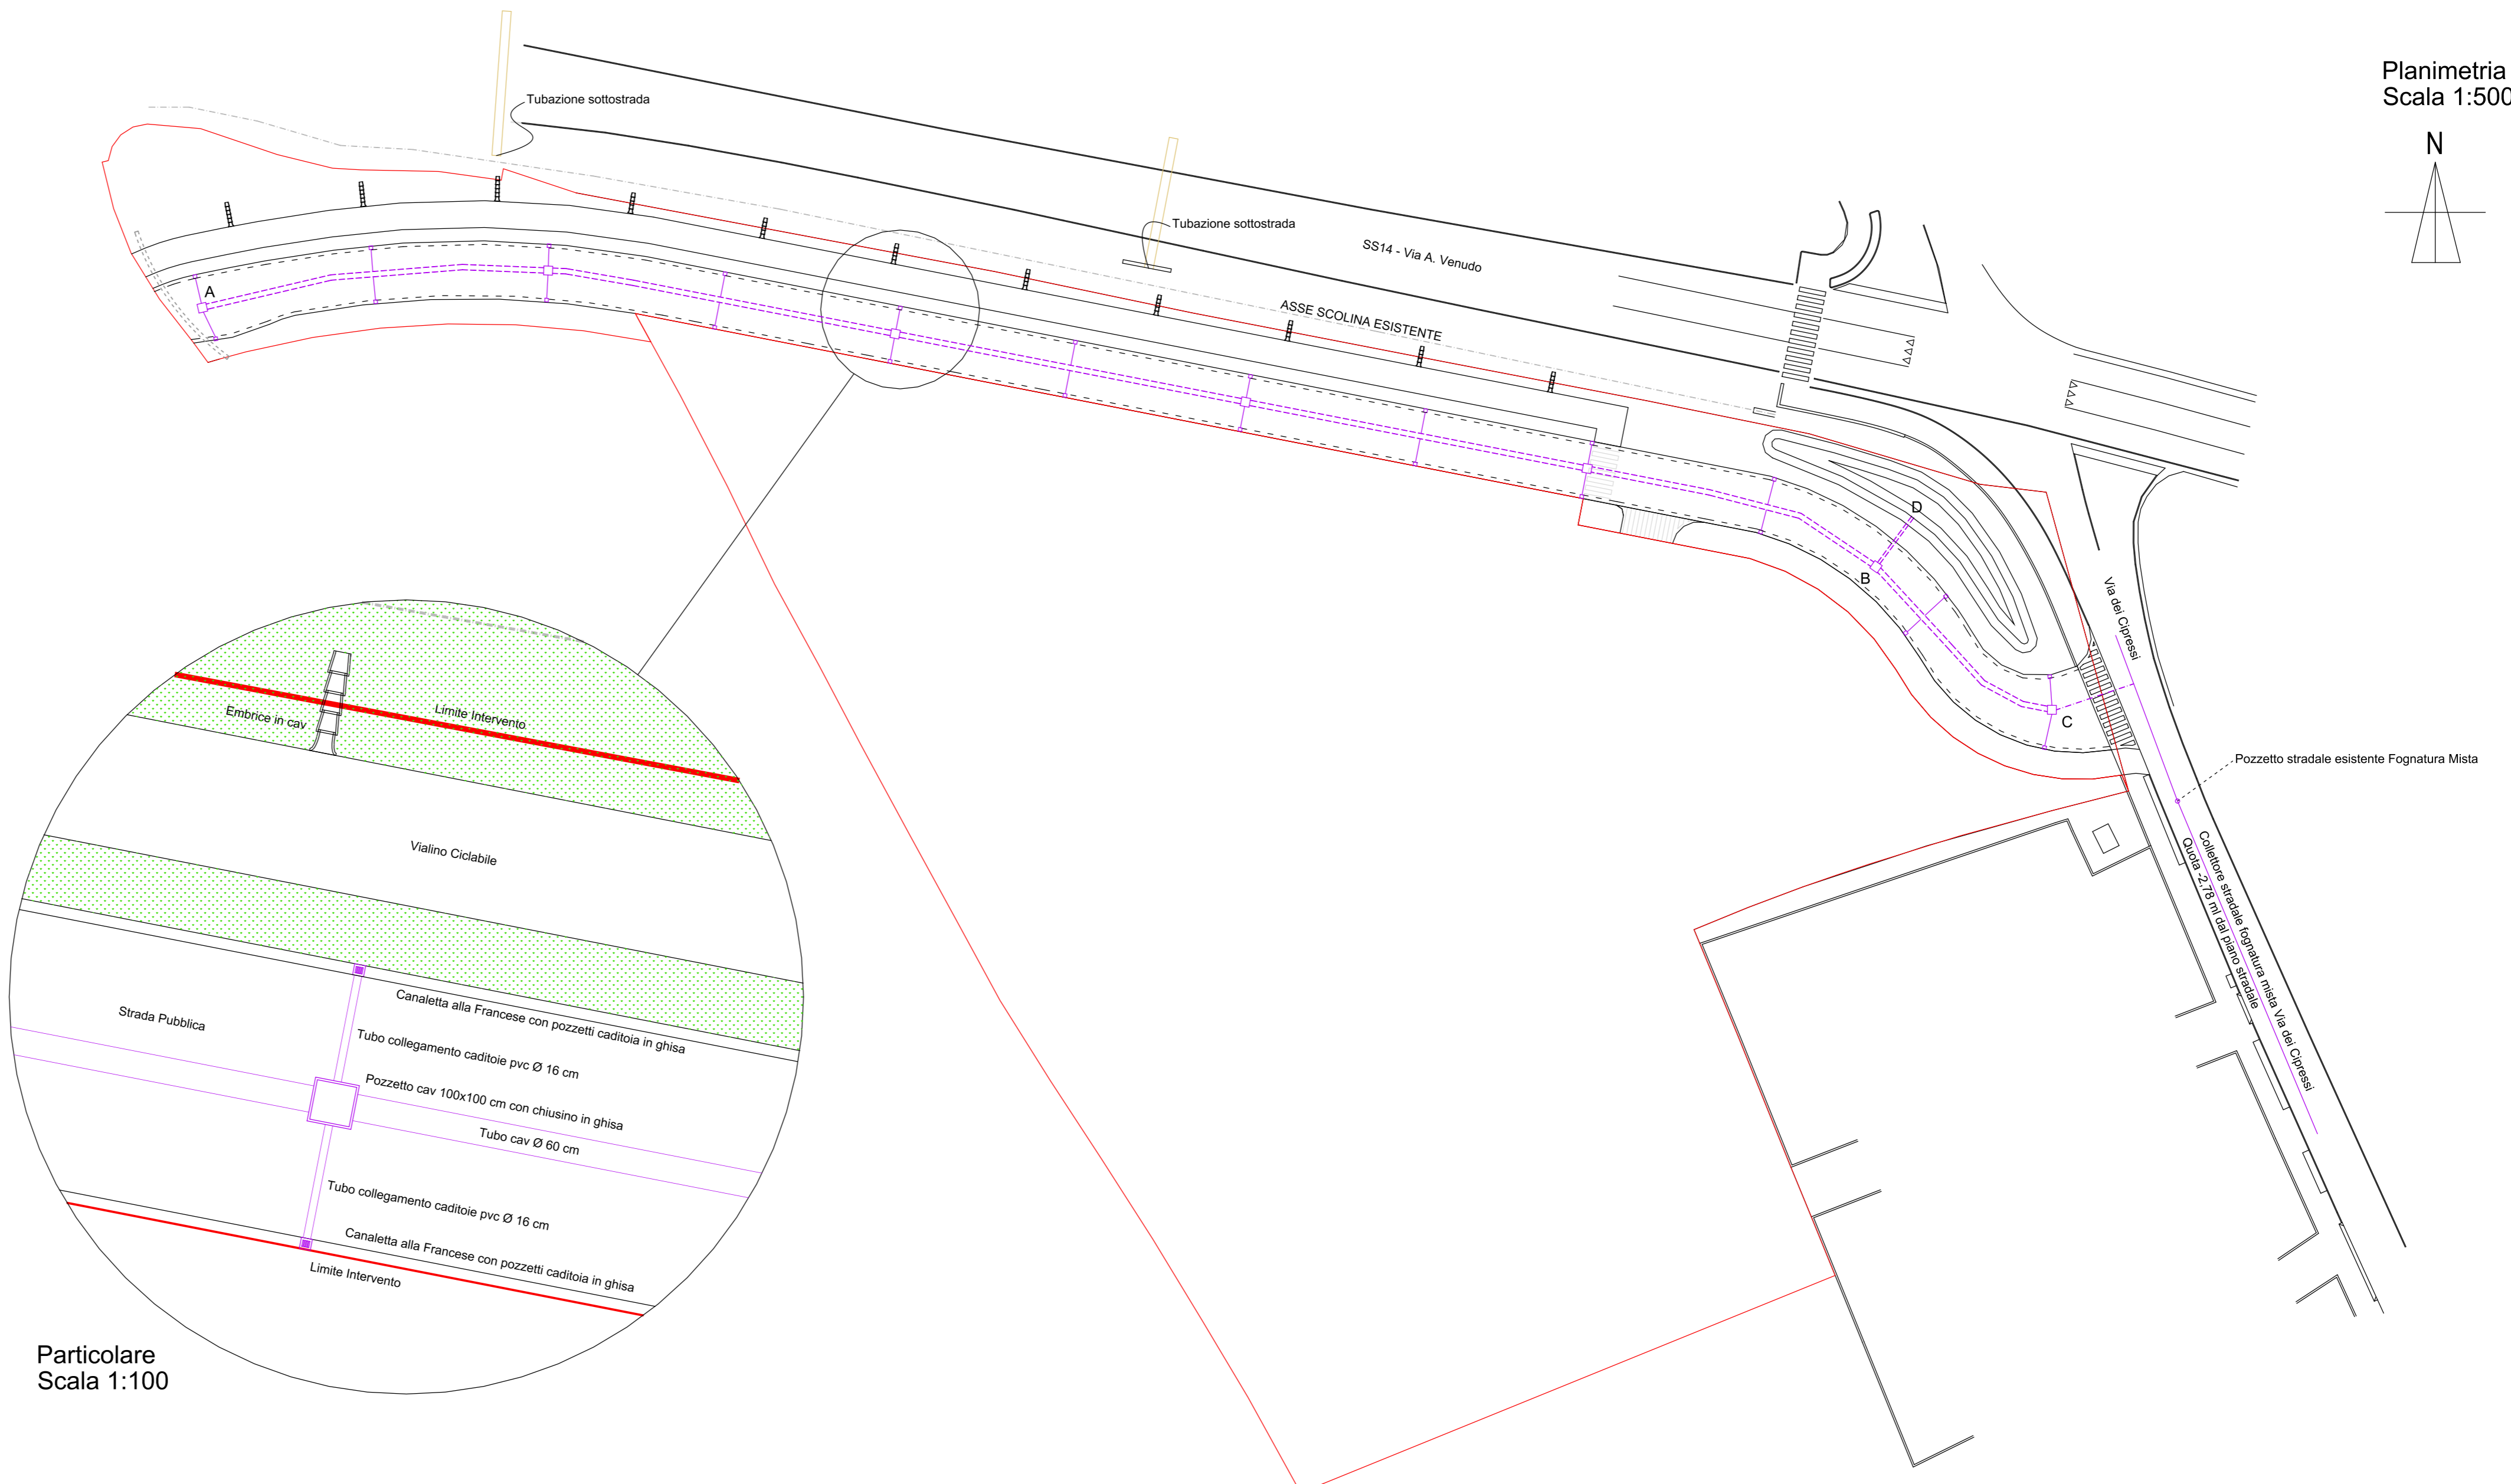 Planimetria
Scala 1:500
N
Tubazione sottostrada
Tubazione sottostrada
SS14 - Via A. Venudo
ASSE SCOLINA ESISTENTE
A
D
B
C
Via dei Cipressi
Pozzetto stradale esistente Fognatura Mista
Collettore stradale fognatura mista Via dei Cipressi
Quota -2,78 ml dal piano stradale
Embrice in cav
Limite Intervento
Vialino Ciclabile
Strada Pubblica
Canaletta alla Francese con pozzetti caditoia in ghisa
Tubo collegamento caditoie pvc Ø 16 cm
Pozzetto cav 100x100 cm con chiusino in ghisa
Tubo cav Ø 60 cm
Tubo collegamento caditoie pvc Ø 16 cm
Canaletta alla Francese con pozzetti caditoia in ghisa
Limite Intervento
Particolare
Scala 1:100